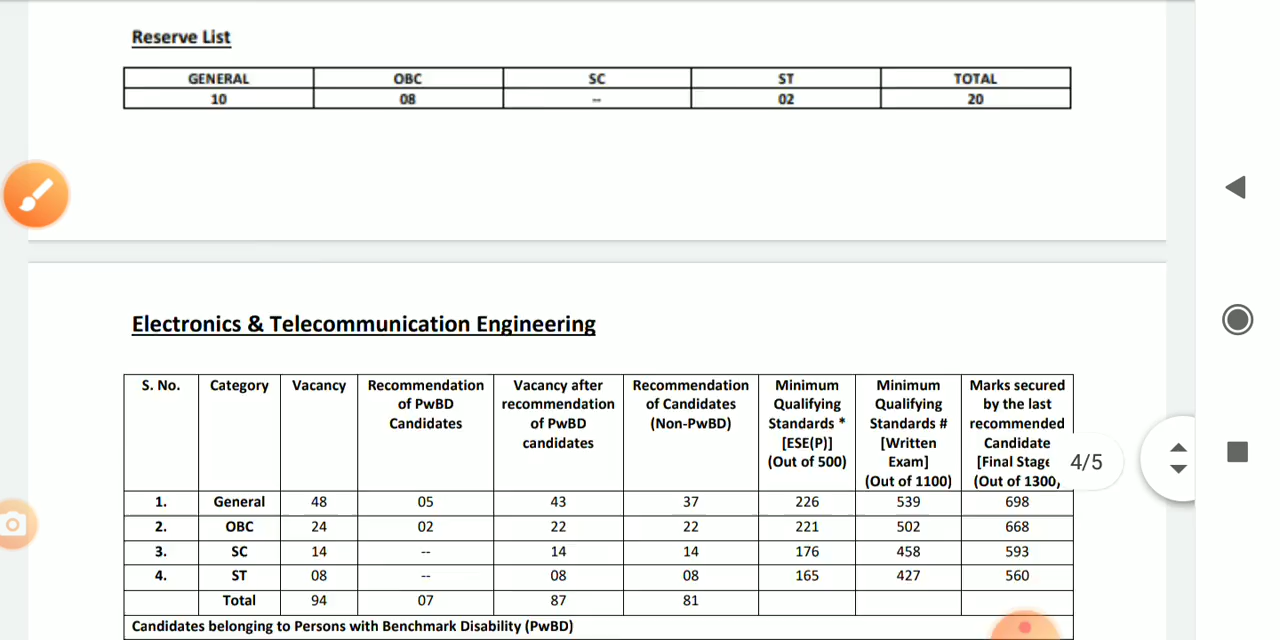 Reserve List
GENERAL OBC SC ST TOTAL
10 08 -- 02 20
Electronics & Telecommunication Engineering
S. No. Category Vacancy Recommendation of PwBD Candidates Vacancy after recommendation of PwBD candidates Recommendation of Candidates (Non-PwBD) Minimum Qualifying Standards * [ESE(P)] (Out of 500) Minimum Qualifying Standards # [Written Exam] (Out of 1100) Marks secured by the last recommended Candidate [Final Stage (Out of 1300)
1. General 48 05 43 37 226 539 698
2. OBC 24 02 22 22 221 502 668
3. SC 14 -- 14 14 176 458 593
4. ST 08 -- 08 08 165 427 560
Total 94 07 87 81
Candidates belonging to Persons with Benchmark Disability (PwBD)
4/5